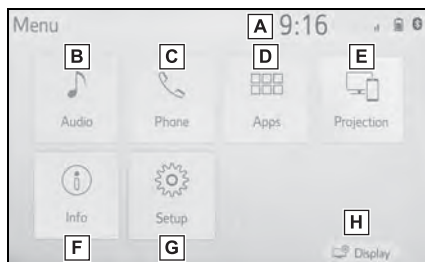 Menu A 9:16
B C D E
Audio Phone Apps Projection
Info Setup H
F G Display